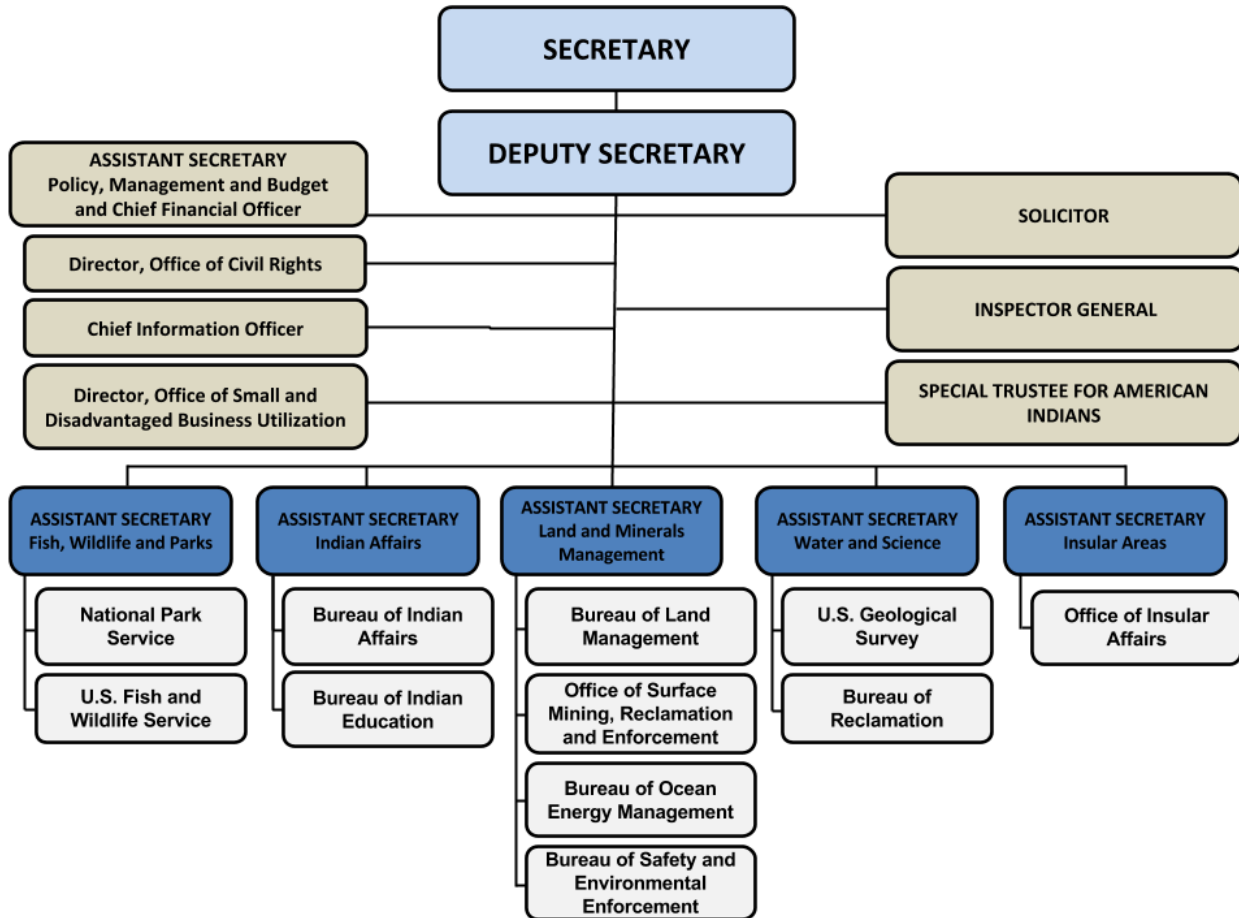 SECRETARY
DEPUTY SECRETARY
ASSISTANT SECRETARY
Policy, Management and Budget
and Chief Financial Officer
Director, Office of Civil Rights
Chief Information Officer
Director, Office of Small and
Disadvantaged Business Utilization
SOLICITOR
INSPECTOR GENERAL
SPECIAL TRUSTEE FOR AMERICAN
INDIANS
ASSISTANT SECRETARY
Fish, Wildlife and Parks
National Park
Service
U.S. Fish and
Wildlife Service
ASSISTANT SECRETARY
Indian Affairs
Bureau of Indian
Affairs
Bureau of Indian
Education
ASSISTANT SECRETARY
Land and Minerals
Management
Bureau of Land
Management
Office of Surface
Mining, Reclamation
and Enforcement
Bureau of Ocean
Energy Management
Bureau of Safety and
Environmental
Enforcement
ASSISTANT SECRETARY
Water and Science
U.S. Geological
Survey
Bureau of
Reclamation
ASSISTANT SECRETARY
Insular Areas
Office of Insular
Affairs